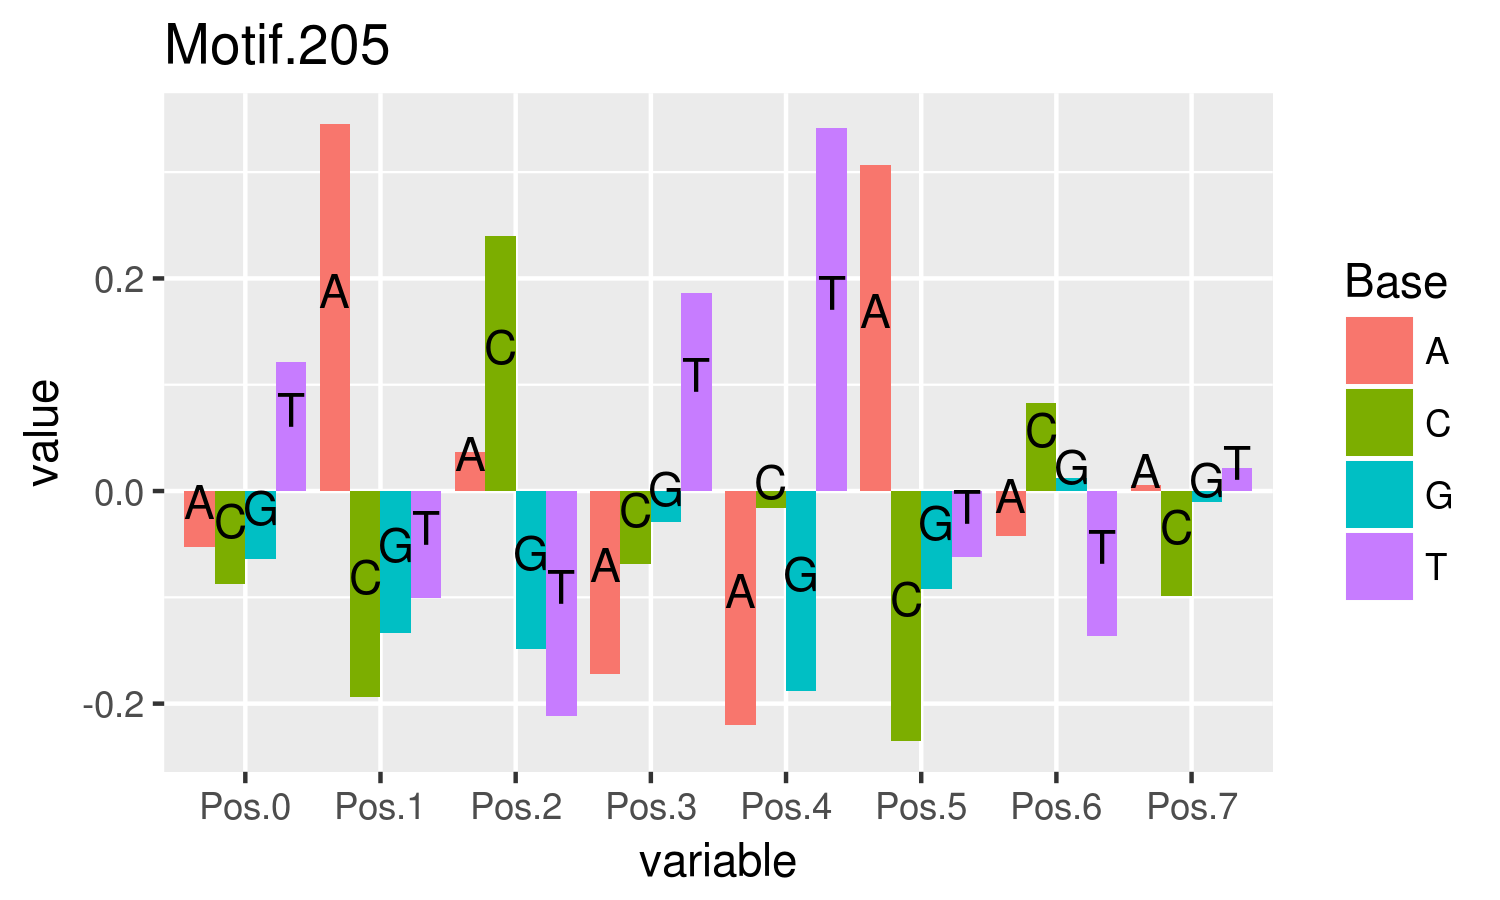 Motif.205
value
0.2
0.0
-0.2
A C G T
A C G T
A C G T
A C G T
A C G T
A C G T
A C G T
A C G T
Pos.0 Pos.1 Pos.2 Pos.3 Pos.4 Pos.5 Pos.6 Pos.7
variable
Base
A
C
G
T